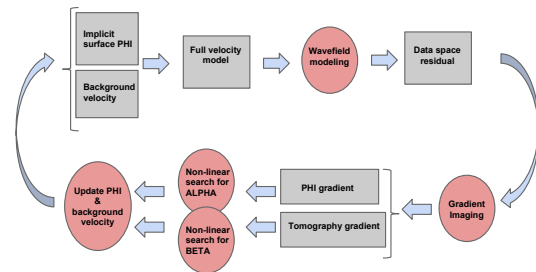 Implicit
surface PHI
Background
velocity
Full velocity
model
Wavefield
modeling
Data space
residual
Non-linear
search for
ALPHA
Update PHI
&
background
velocity
Non-linear
search for
BETA
PHI gradient
Tomography gradient
Gradient
Imaging